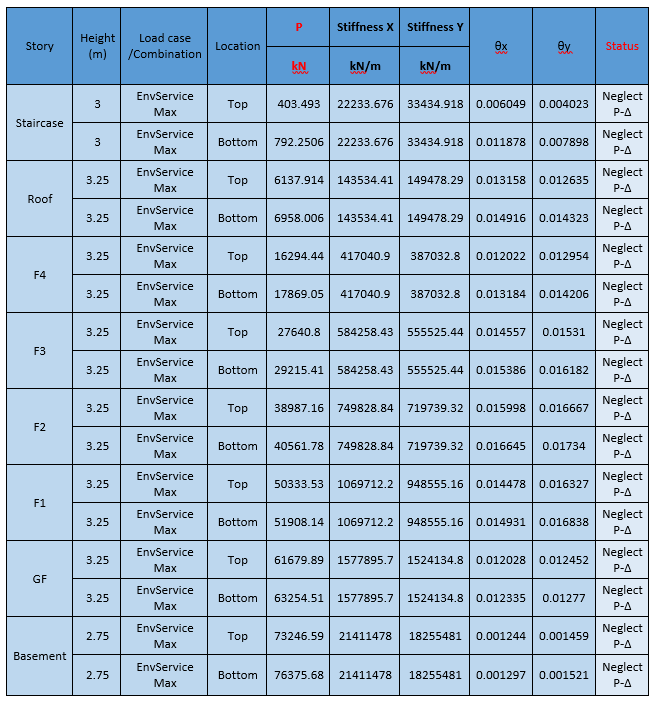 Story Height (m) Load case /Combination Location P Stiffness X Stiffness Y θx θy Status
kN kN/m kN/m
Staircase 3 EnvService Max Top 403.493 22233.676 33434.918 0.006049 0.004023 Neglect P-Δ
3 EnvService Max Bottom 792.2506 22233.676 33434.918 0.011878 0.007898 Neglect P-Δ
Roof 3.25 EnvService Max Top 6137.914 143534.41 149478.29 0.013158 0.012635 Neglect P-Δ
3.25 EnvService Max Bottom 6958.006 143534.41 149478.29 0.014916 0.014323 Neglect P-Δ
F4 3.25 EnvService Max Top 16294.44 417040.9 387032.8 0.012022 0.012954 Neglect P-Δ
3.25 EnvService Max Bottom 17869.05 417040.9 387032.8 0.013184 0.014206 Neglect P-Δ
F3 3.25 EnvService Max Top 27640.8 584258.43 555525.44 0.014557 0.01531 Neglect P-Δ
3.25 EnvService Max Bottom 29215.41 584258.43 555525.44 0.015386 0.016182 Neglect P-Δ
F2 3.25 EnvService Max Top 38987.16 749828.84 719739.32 0.015998 0.016667 Neglect P-Δ
3.25 EnvService Max Bottom 40561.78 749828.84 719739.32 0.016645 0.01734 Neglect P-Δ
F1 3.25 EnvService Max Top 50333.53 1069712.2 948555.16 0.014478 0.016327 Neglect P-Δ
3.25 EnvService Max Bottom 51908.14 1069712.2 948555.16 0.014931 0.016838 Neglect P-Δ
GF 3.25 EnvService Max Top 61679.89 1577895.7 1524134.8 0.012028 0.012452 Neglect P-Δ
3.25 EnvService Max Bottom 63254.51 1577895.7 1524134.8 0.012335 0.01277 Neglect P-Δ
Basement 2.75 EnvService Max Top 73246.59 21411478 18255481 0.001244 0.001459 Neglect P-Δ
2.75 EnvService Max Bottom 76375.68 21411478 18255481 0.001297 0.001521 Neglect P-Δ